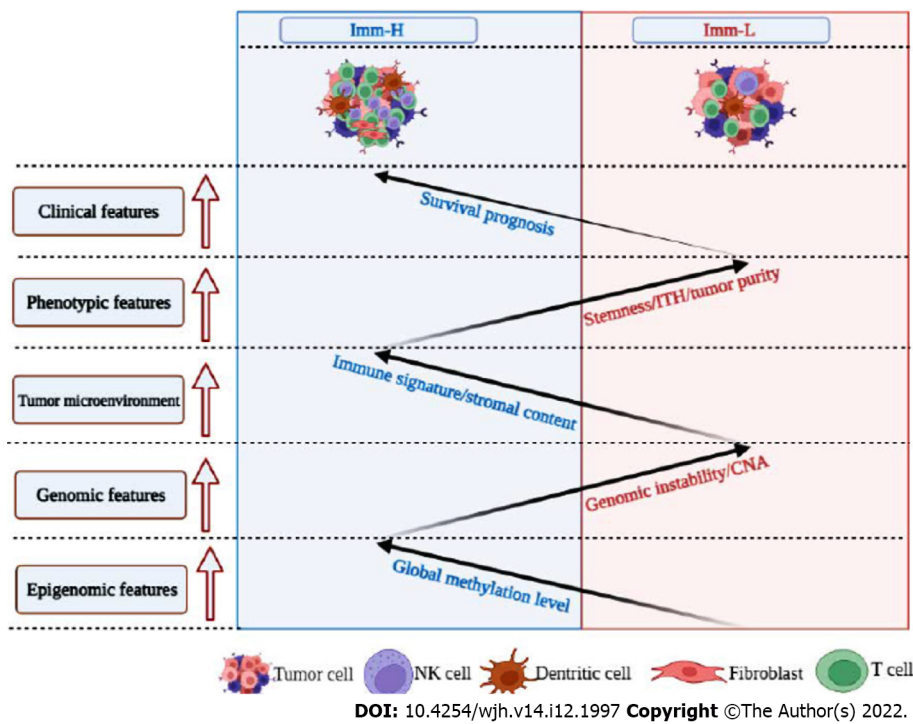 Imm-H Imm-L
Clinical features
Survival prognosis
Phenotypic features
Stemness/ITH/tumor purity
Tumor microenvironment
Immune signature/stromal content
Genomic features
Genomic instability/CNA
Epigenomic features
Global methylation level
Tumor cell NK cell Dentritic cell Fibroblast T cell
DOI: 10.4254/wjh.v14.i12.1997 Copyright ©The Author(s) 2022.